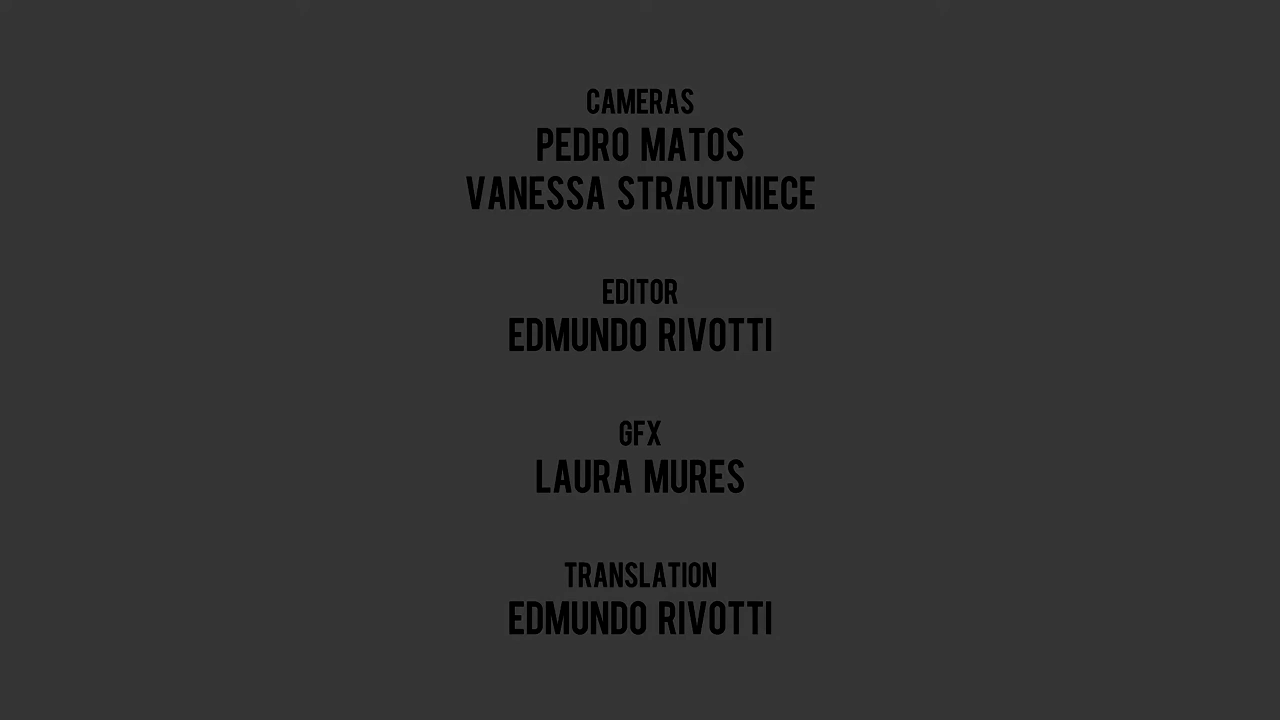 CAMERAS
PEDRO MATOS
VANESSA STRAUTNIECE
EDITOR
EDMUNDO RIVOTTI
GFX
LAURA MURES
TRANSLATION
EDMUNDO RIVOTTI